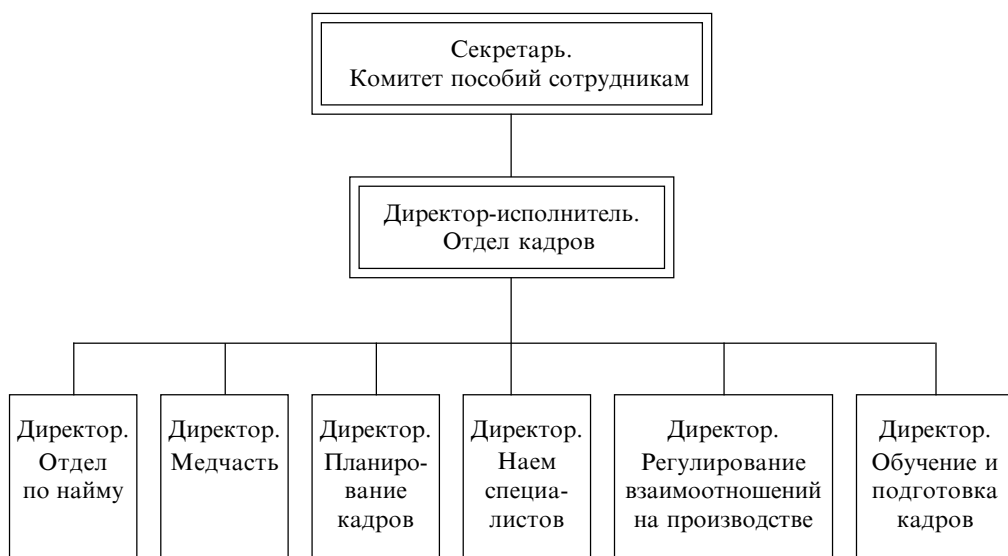 Секретарь.
Комитет пособий сотрудникам
Директор-исполнитель.
Отдел кадров
Директор.
Отдел
по найму
Директор.
Медчасть
Директор.
Планиро-
вание
кадров
Директор.
Наем
специа-
листов
Директор.
Регулирование
взаимоотношений
на производстве
Директор.
Обучение и
подготовка
кадров